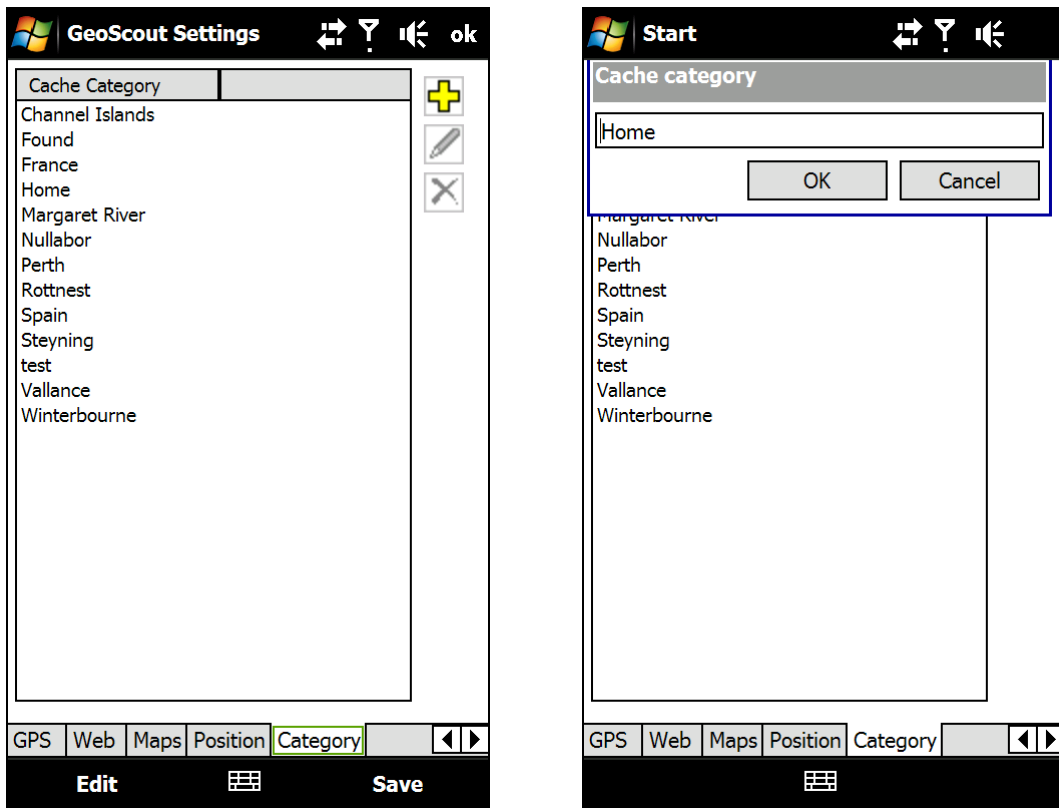 GeoScout Settings ok
Cache Category
Channel Islands
Found
France
Home
Margaret River
Nullabor
Perth
Rottnest
Spain
Steyning
test
Vallance
Winterbourne
GPS Web Maps Position Category
Edit Save
Start
Cache category
Home
OK Cancel
Margaret River
Nullabor
Perth
Rottnest
Spain
Steyning
test
Vallance
Winterbourne
GPS Web Maps Position Category